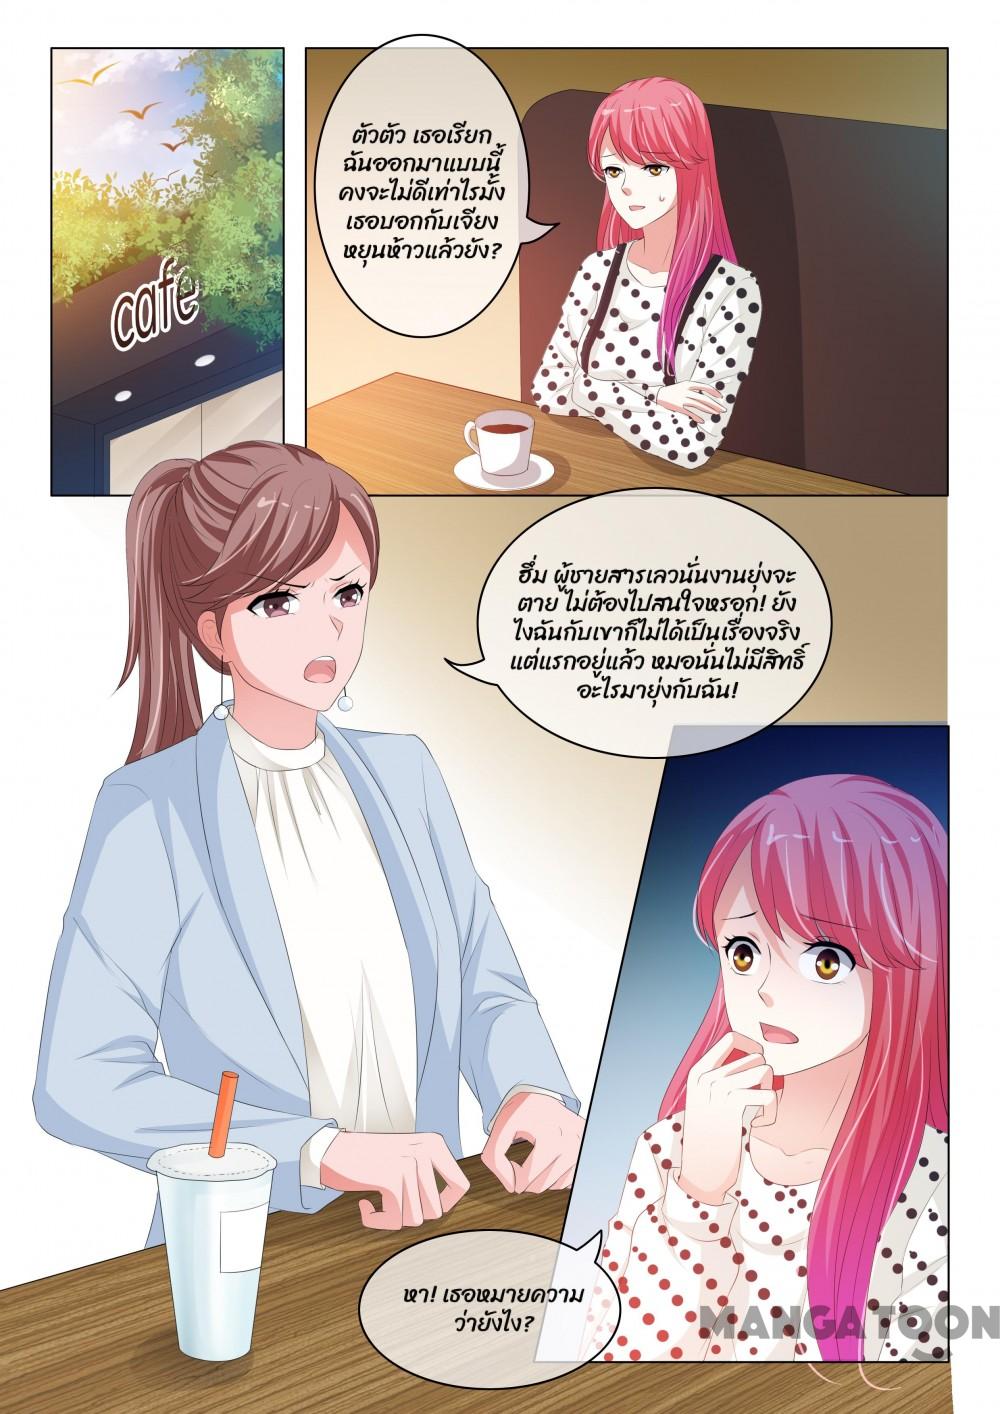 cafe
ตัวตัว เธอเรียก
ฉันออกมาแบบนี้
คงจะไม่ดีเท่าไรมั้ง
เธอบอกกับเจียง
หยุนห้าวแล้วยัง?
ฮึ่ม ผู้ชายสารเลวนั่นงานยุ่งจะ
ตาย ไม่ต้องไปสนใจหรอก! ยัง
ไงฉันกับเขาก็ไม่ได้เป็นเรื่องจริง
แต่แรกอยู่แล้ว หมอนั่นไม่มีสิทธิ์
อะไรมายุ่งกับฉัน!
หา! เธอหมายความ
ว่ายังไง?
MANGATOON